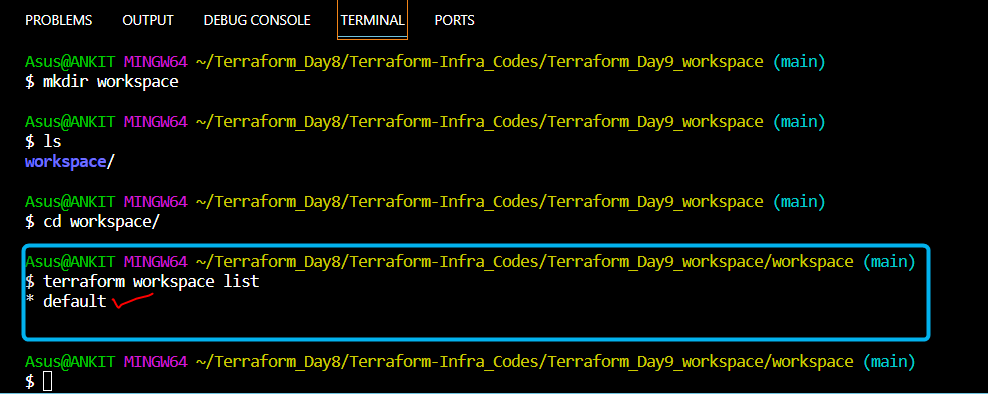 PROBLEMS OUTPUT DEBUG CONSOLE TERMINAL PORTS
Asus@ANKIT MINGW64 ~/Terraform_Day8/Terraform-Infra_Codes/Terraform_Day9_workspace (main)
$ mkdir workspace
Asus@ANKIT MINGW64 ~/Terraform_Day8/Terraform-Infra_Codes/Terraform_Day9_workspace (main)
$ ls
workspace/
Asus@ANKIT MINGW64 ~/Terraform_Day8/Terraform-Infra_Codes/Terraform_Day9_workspace (main)
$ cd workspace/
Asus@ANKIT MINGW64 ~/Terraform_Day8/Terraform-Infra_Codes/Terraform_Day9_workspace/workspace (main)
$ terraform workspace list
* default
Asus@ANKIT MINGW64 ~/Terraform_Day8/Terraform-Infra_Codes/Terraform_Day9_workspace/workspace (main)
$